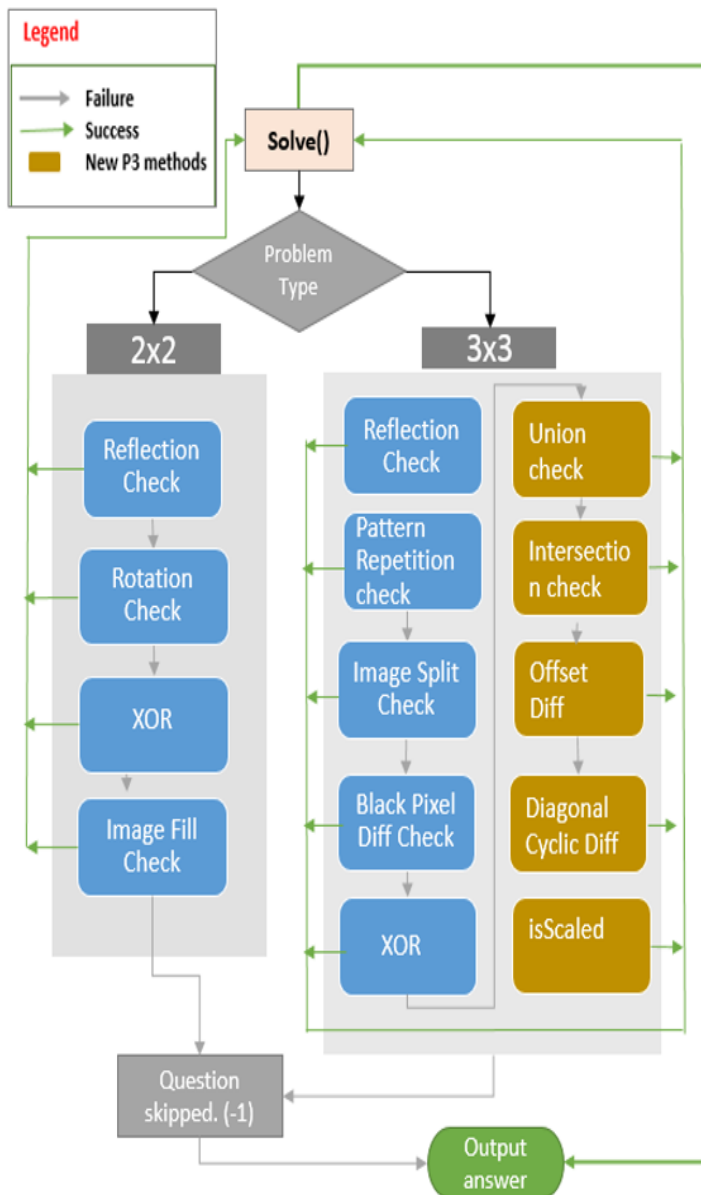 Legend
Failure
Success
New P3 methods
Solve()
Problem
Type
2x2
3x3
Reflection
Check
Rotation
Check
XOR
Image Fill
Check
Reflection
Check
Pattern
Repetition
check
Image Split
Check
Black Pixel
Diff Check
XOR
Union
check
Intersectio
n check
Offset
Diff
Diagonal
Cyclic Diff
isScaled
Question
skipped. (-1)
Output
answer